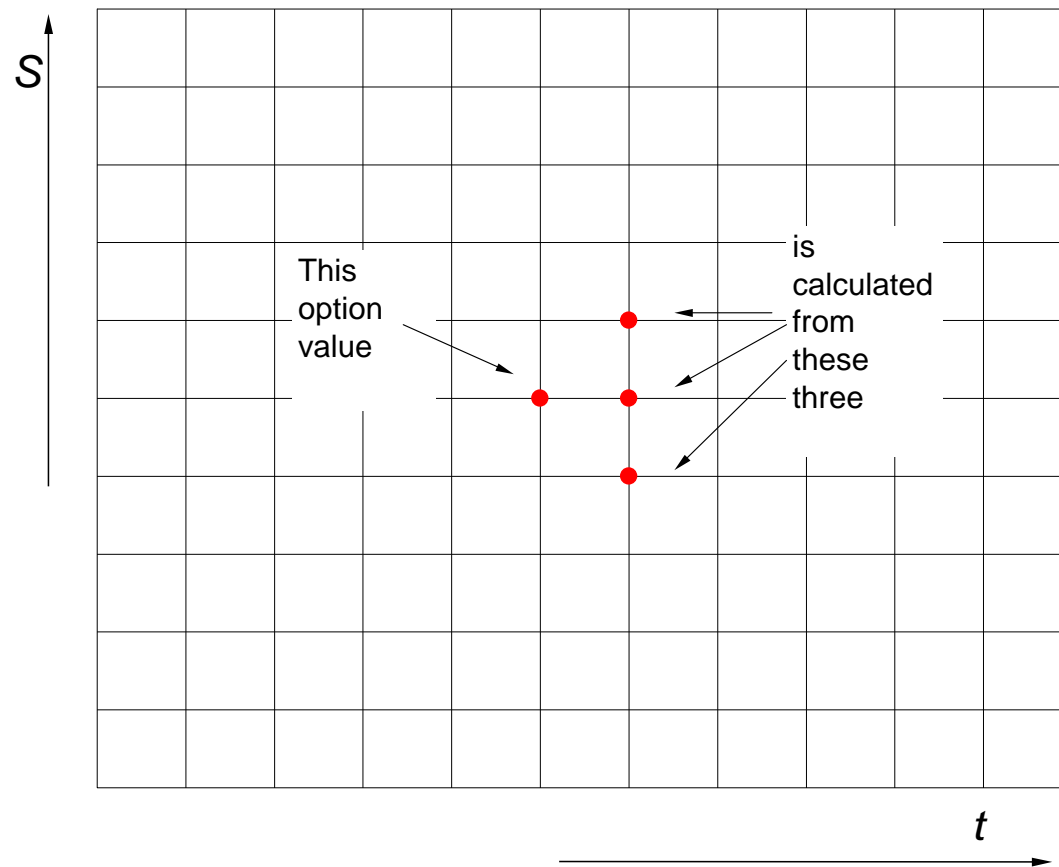 S
This
option
value
is
calculated
from
these
three
t